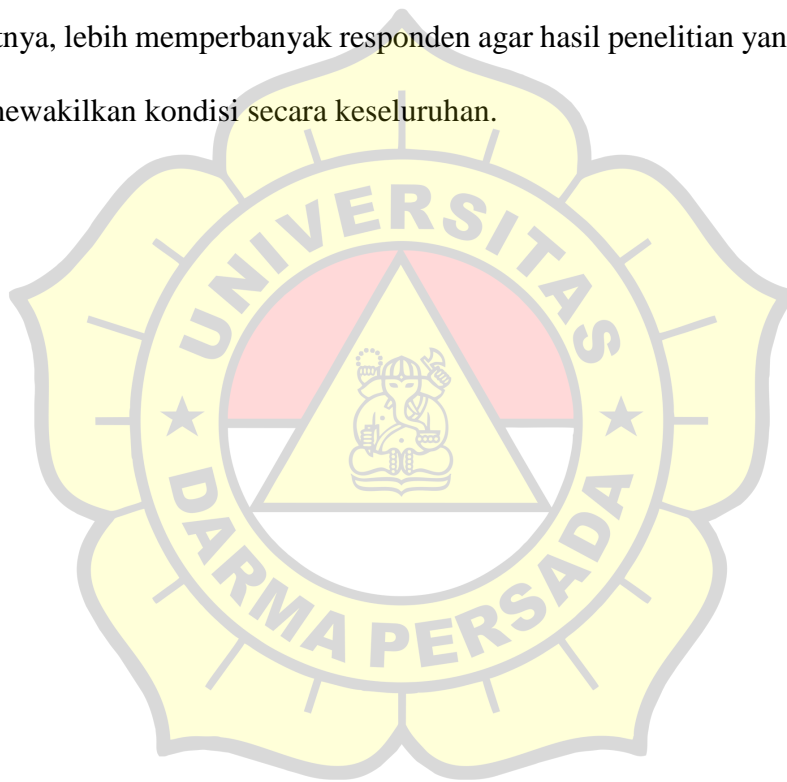 tnya, lebih memperbanyak responden agar hasil penelitian yan
newakilkan kondisi secara keseluruhan.
UNIVERSITAS
DARMA PERSADA